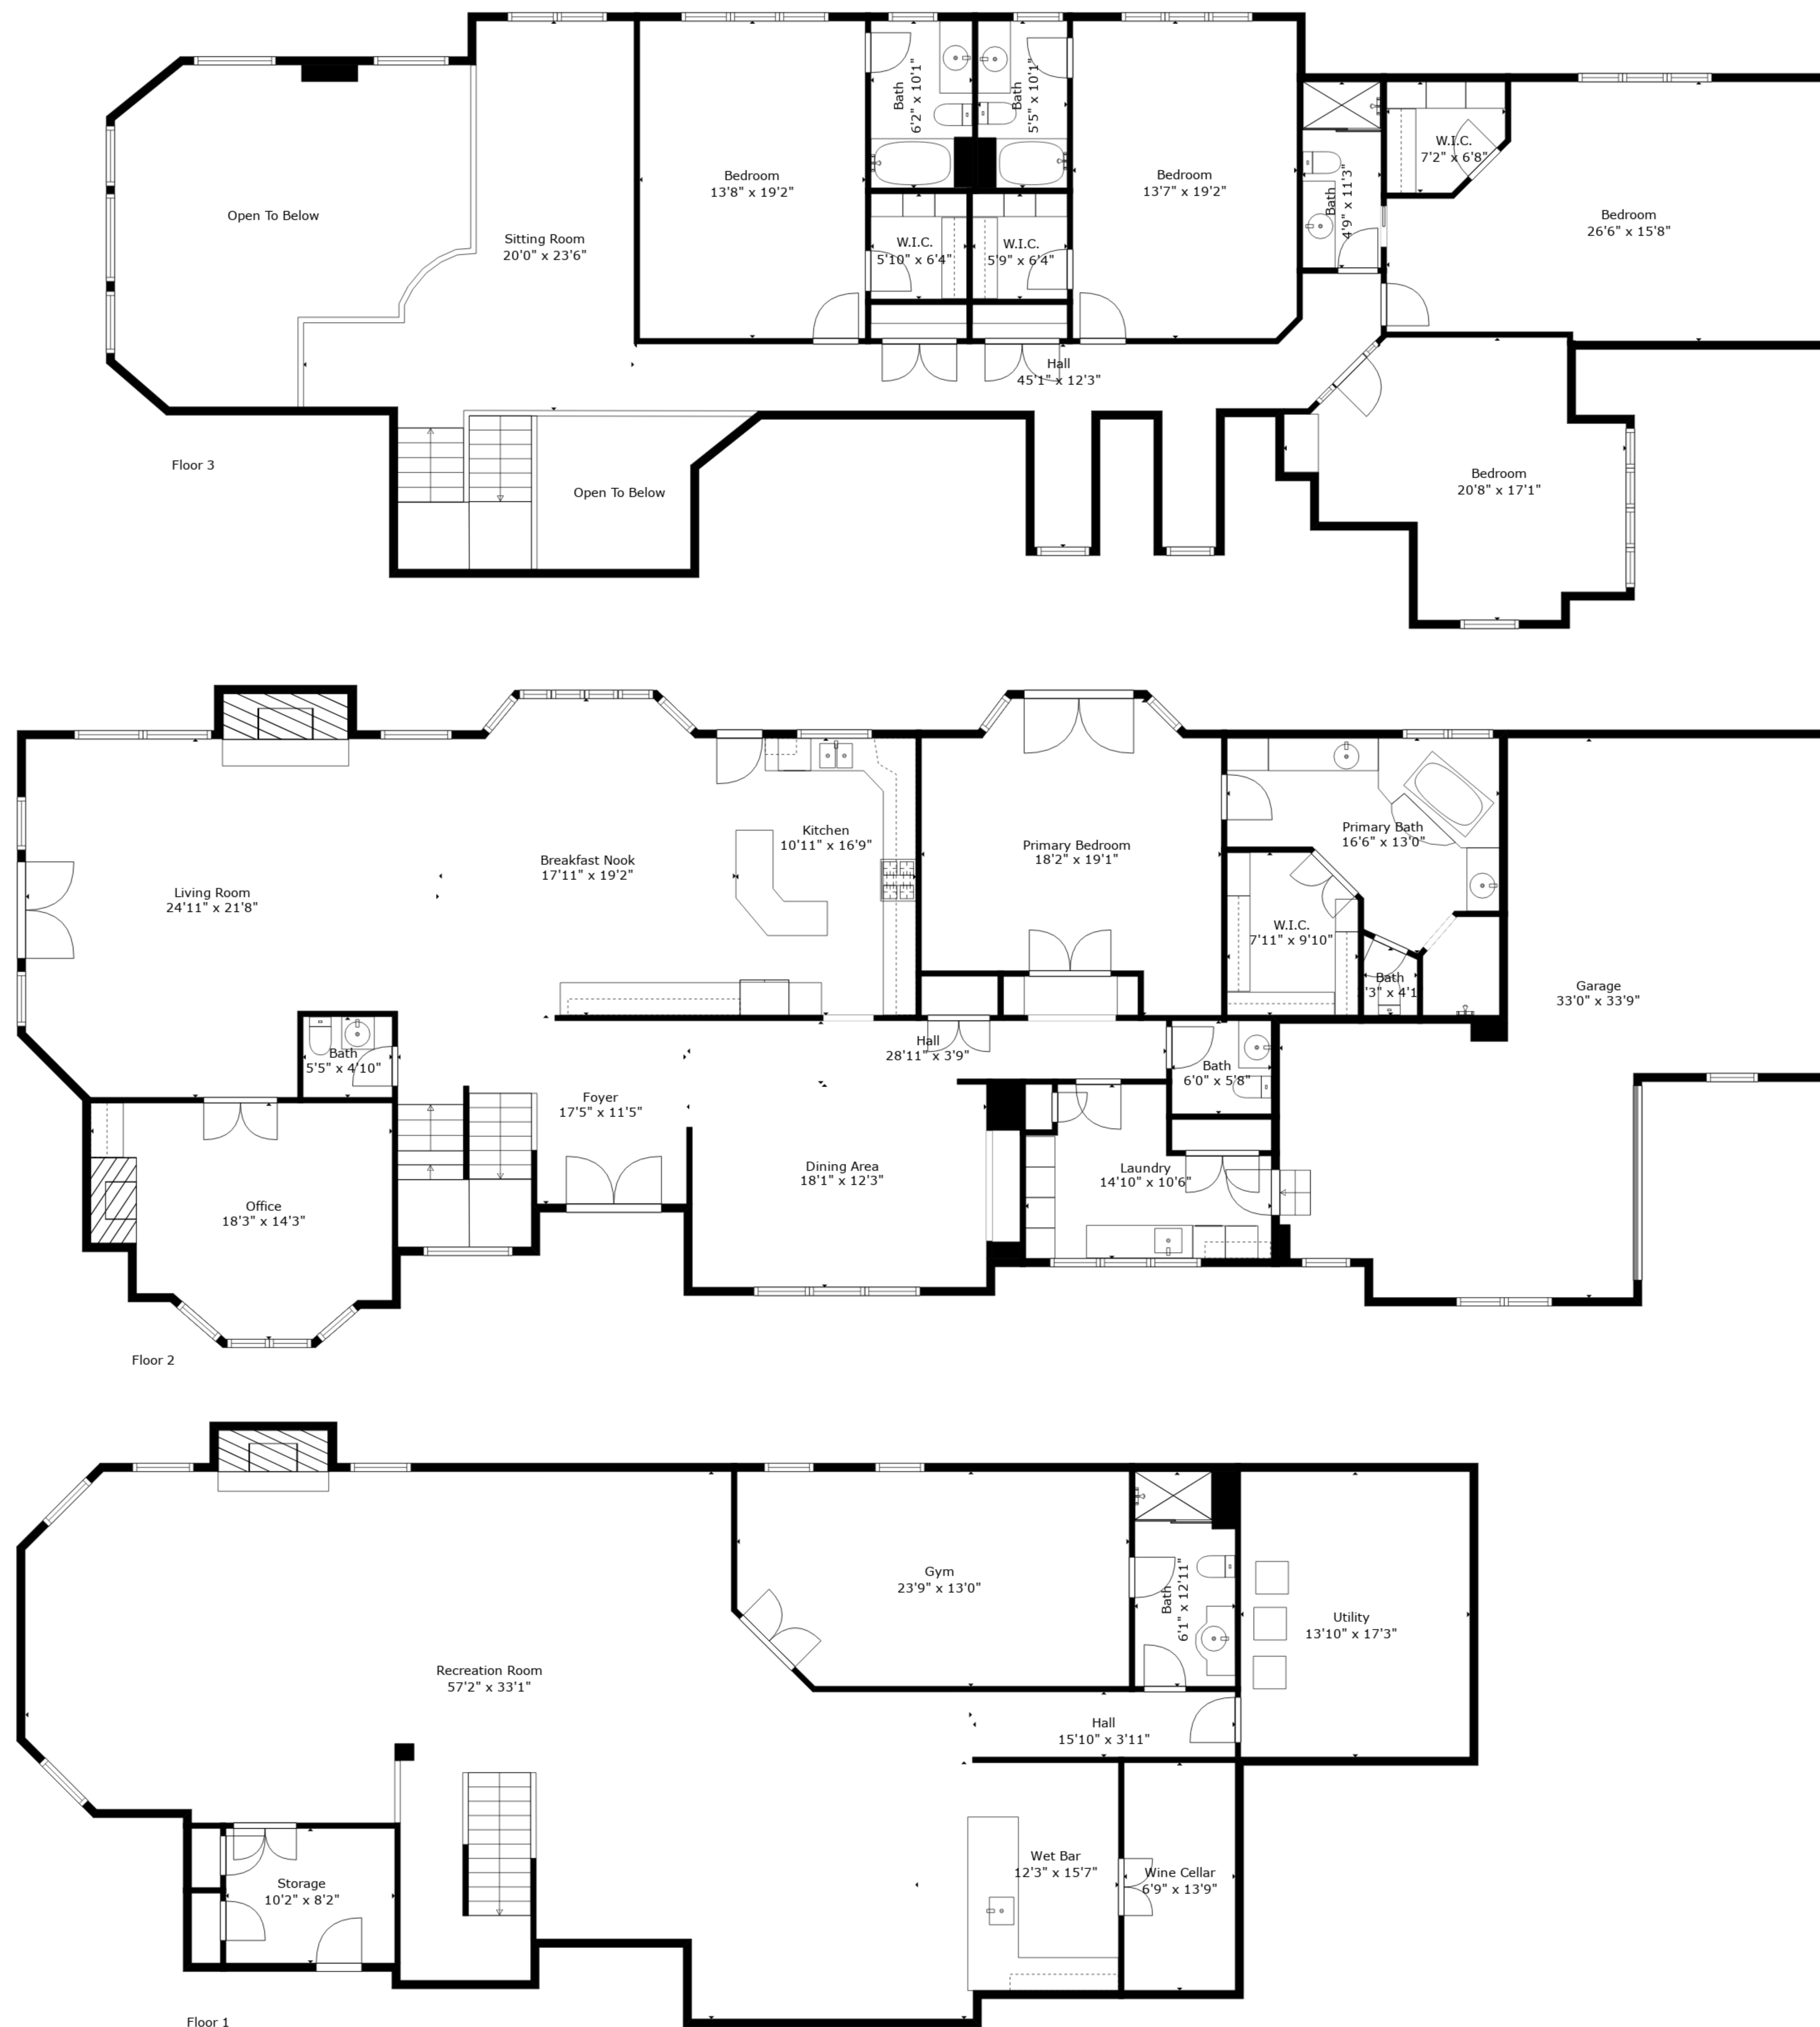 Open To Below
Sitting Room
20'0" x 23'6"
Bedroom
13'8" x 19'2"
Bath
6'2" x 10'1"
Bath
5'5" x 10'1"
W.I.C.
5'10" x 6'4"
W.I.C.
5'9" x 6'4"
Bedroom
13'7" x 19'2"
Bath
4'9" x 11'3"
W.I.C.
7'2" x 6'8"
Bedroom
26'6" x 15'8"
Hall
45'1" x 12'3"
Bedroom
20'8" x 17'1"
Open To Below
Floor 3
Living Room
24'11" x 21'8"
Breakfast Nook
17'11" x 19'2"
Kitchen
10'11" x 16'9"
Primary Bedroom
18'2" x 19'1"
Primary Bath
16'6" x 13'0"
W.I.C.
7'11" x 9'10"
Bath
'3" x 4'1
Garage
33'0" x 33'9"
Bath
5'5" x 4'10"
Hall
28'11" x 3'9"
Bath
6'0" x 5'8"
Foyer
17'5" x 11'5"
Dining Area
18'1" x 12'3"
Laundry
14'10" x 10'6"
Office
18'3" x 14'3"
Floor 2
Gym
23'9" x 13'0"
Bath
6'1" x 12'11"
Utility
13'10" x 17'3"
Recreation Room
57'2" x 33'1"
Hall
15'10" x 3'11"
Wet Bar
12'3" x 15'7"
Wine Cellar
6'9" x 13'9"
Storage
10'2" x 8'2"
Floor 1